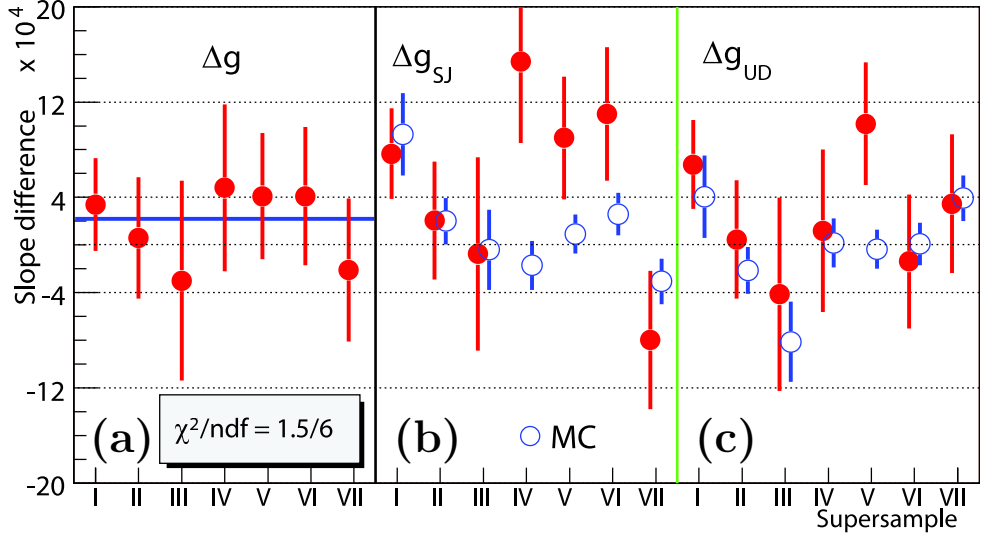 Slope difference x 10⁻⁴
20
12
4
−4
−12
-20
Δg
Δg_SJ
Δg_UD
(a)
χ²/ndf = 1.5/6
(b)
MC
(c)
I II III IV V VI VII
I II III IV V VI VII
I II III IV V VI VII
Supersample